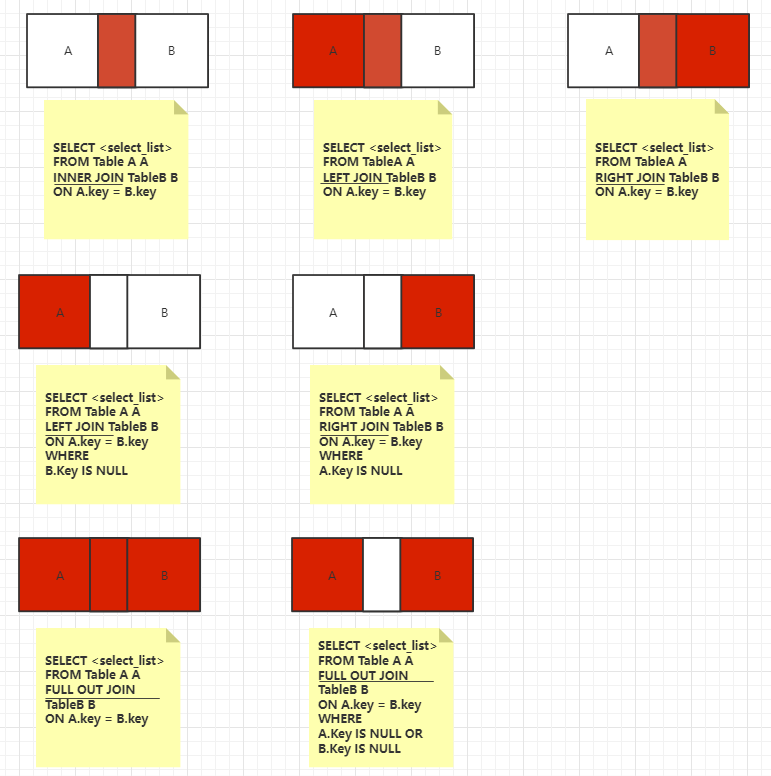 A B
A B
A B
SELECT <select_list>
FROM Table A A
INNER JOIN TableB B
ON A.key = B.key
SELECT <select_list>
FROM TableA A
LEFT JOIN TableB B
ON A.key = B.key
SELECT <select_list>
FROM TableA A
RIGHT JOIN TableB B
ON A.key = B.key
A B
A B
SELECT <select_list>
FROM Table A A
LEFT JOIN TableB B
ON A.key = B.key
WHERE
B.Key IS NULL
SELECT <select_list>
FROM Table A A
RIGHT JOIN TableB B
ON A.key = B.key
WHERE
A.Key IS NULL
A B
A B
SELECT <select_list>
FROM Table A A
FULL OUT JOIN
TableB B
ON A.key = B.key
SELECT <select_list>
FROM Table A A
FULL OUT JOIN
TableB B
ON A.key = B.key
WHERE
A.Key IS NULL OR
B.Key IS NULL